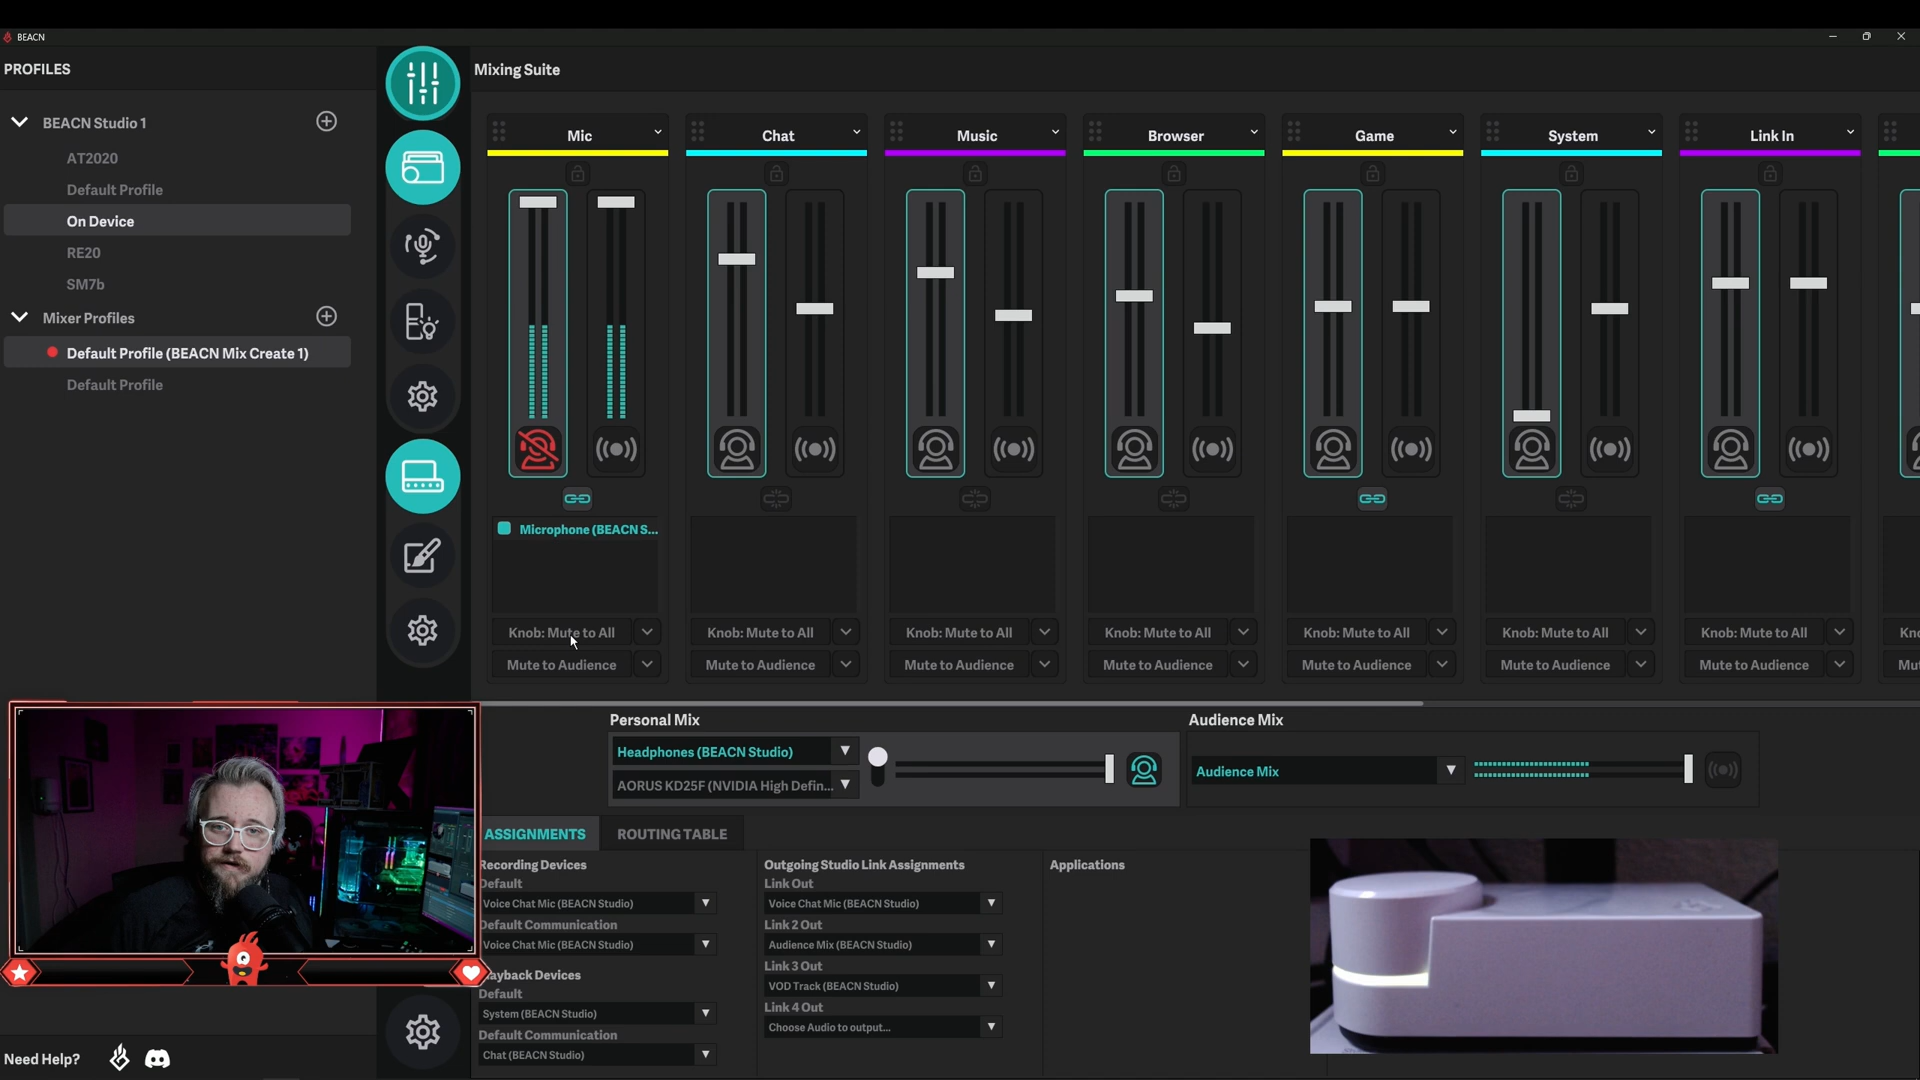 BEACN
PROFILES
BEACN Studio 1
AT2020
Default Profile
On Device
RE20
SM7b
Mixer Profiles
Default Profile (BEACN Mix Create 1)
Default Profile
Need Help?
Mixing Suite
Mic
Chat
Music
Browser
Game
System
Link In
Microphone (BEACN S...
Knob: Mute to All
Knob: Mute to All
Knob: Mute to All
Knob: Mute to All
Knob: Mute to All
Knob: Mute to All
Knob: Mute to All
Mute to Audience
Mute to Audience
Mute to Audience
Mute to Audience
Mute to Audience
Mute to Audience
Mute to Audience
Personal Mix
Headphones (BEACN Studio)
AORUS KD25F (NVIDIA High Defin...
Audience Mix
Audience Mix
ASSIGNMENTS
ROUTING TABLE
Recording Devices
Default
Voice Chat Mic (BEACN Studio)
Default Communication
Voice Chat Mic (BEACN Studio)
ayback Devices
Default
System (BEACN Studio)
Default Communication
Chat (BEACN Studio)
Outgoing Studio Link Assignments
Link Out
Voice Chat Mic (BEACN Studio)
Link 2 Out
Audience Mix (BEACN Studio)
Link 3 Out
VOD Track (BEACN Studio)
Link 4 Out
Choose Audio to output...
Applications